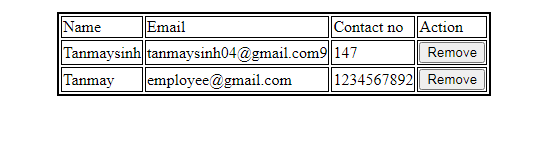 Name Email Contact no Action
Tanmaysinh tanmaysinh04@gmail.com9 147 Remove
Tanmay employee@gmail.com 1234567892 Remove